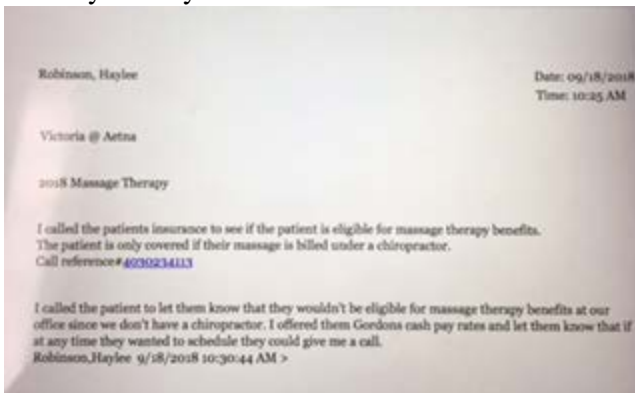 Robinson, Haylee
Date: 09/18/2018
Time: 10:25 AM
Victoria @ Aetna
2018 Massage Therapy
I called the patients insurance to see if the patient is eligible for massage therapy benefits.
The patient is only covered if their massage is billed under a chiropractor.
Call reference#4030234113
I called the patient to let them know that they wouldn't be eligible for massage therapy benefits at our
office since we don't have a chiropractor. I offered them Gordons cash pay rates and let them know that if
at any time they wanted to schedule they could give me a call.
Robinson,Haylee 9/18/2018 10:30:44 AM >